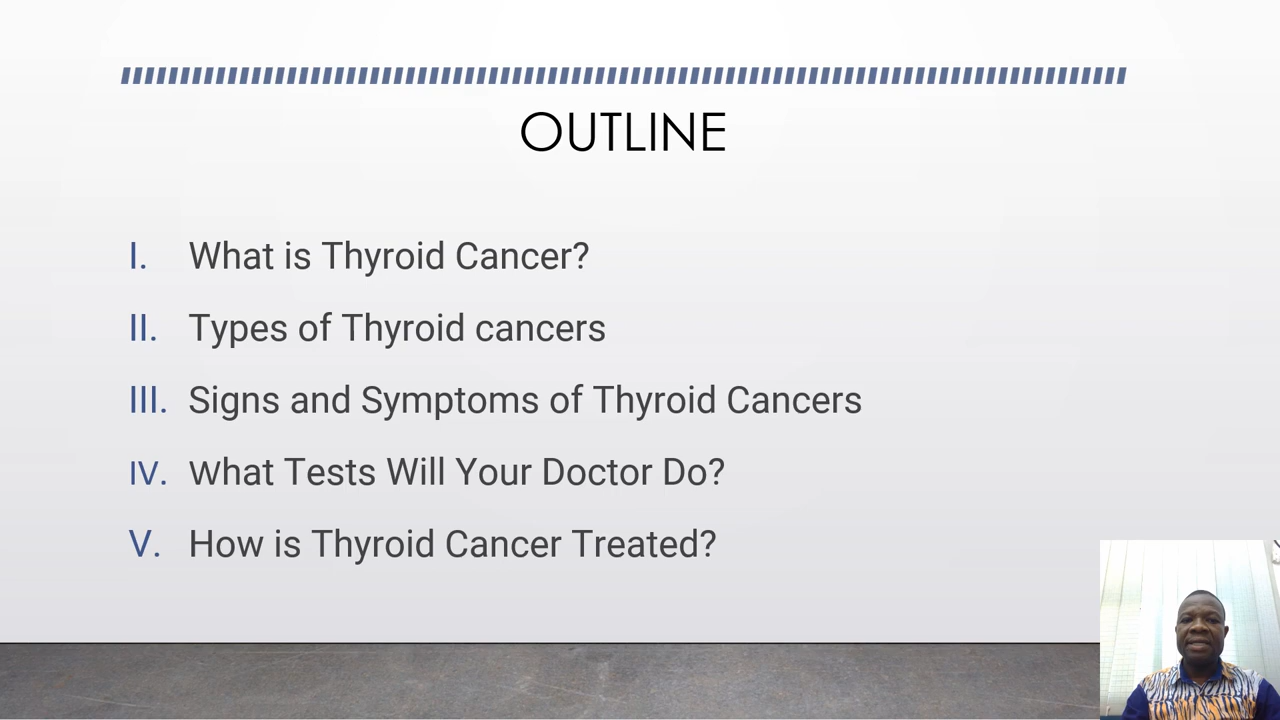 OUTLINE
I. What is Thyroid Cancer?
II. Types of Thyroid cancers
III. Signs and Symptoms of Thyroid Cancers
IV. What Tests Will Your Doctor Do?
V. How is Thyroid Cancer Treated?